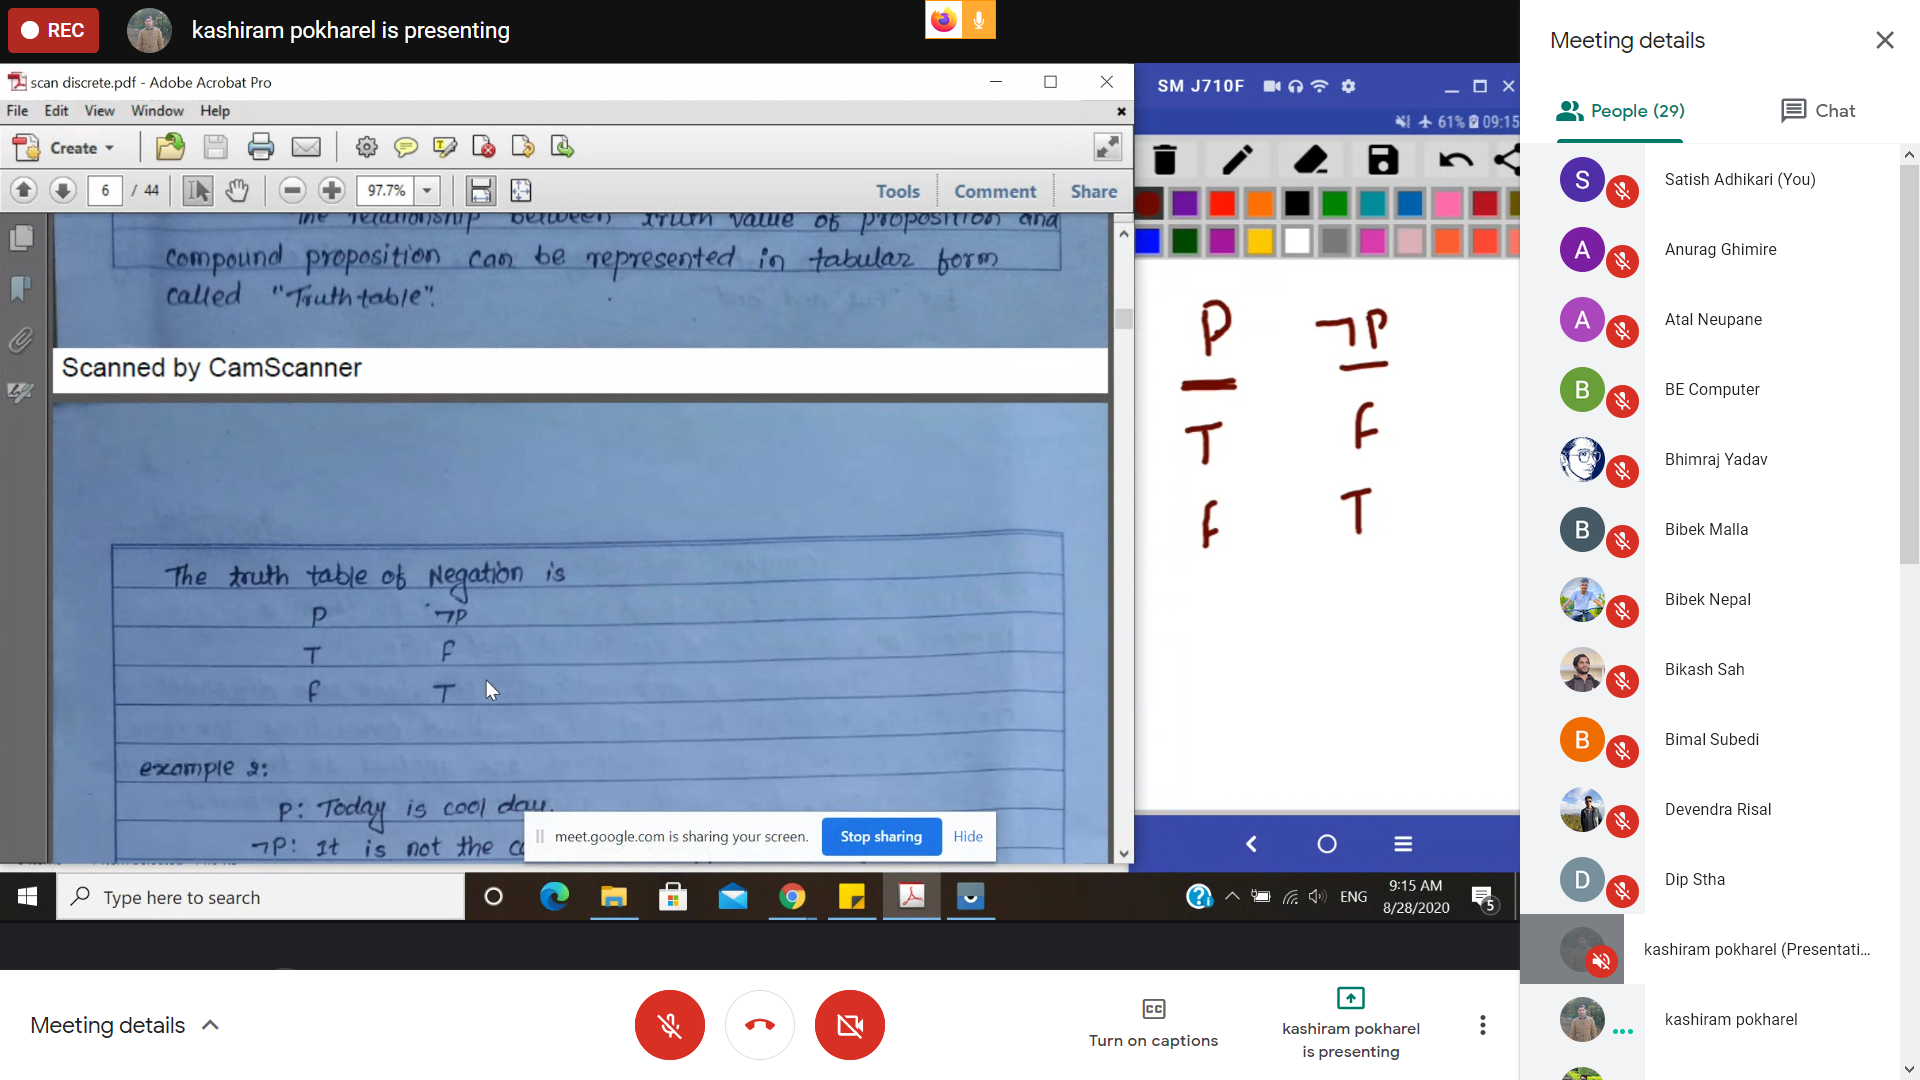 REC
kashiram pokharel is presenting
scan discrete.pdf - Adobe Acrobat Pro
File Edit View Window Help
Create
6 / 44
97.7%
Tools Comment Share
The relationship between truth value of proposition and
compound proposition can be represented in tabular form
called "Truth table".
Scanned by CamScanner
The truth table of Negation is
P ¬P
T F
F T
example 2:
P: Today is cool day.
¬P: It is not the
meet.google.com is sharing your screen. Stop sharing Hide
SM J710F
61% 09:15
P ¬P
T F
F T
Type here to search
ENG
9:15 AM
8/28/2020
5
Meeting details
Turn on captions
kashiram pokharel
is presenting
Meeting details
People (29) Chat
S Satish Adhikari (You)
A Anurag Ghimire
A Atal Neupane
B BE Computer
Bhimraj Yadav
B Bibek Malla
Bibek Nepal
Bikash Sah
B Bimal Subedi
Devendra Risal
D Dip Stha
kashiram pokharel (Presentati...
kashiram pokharel